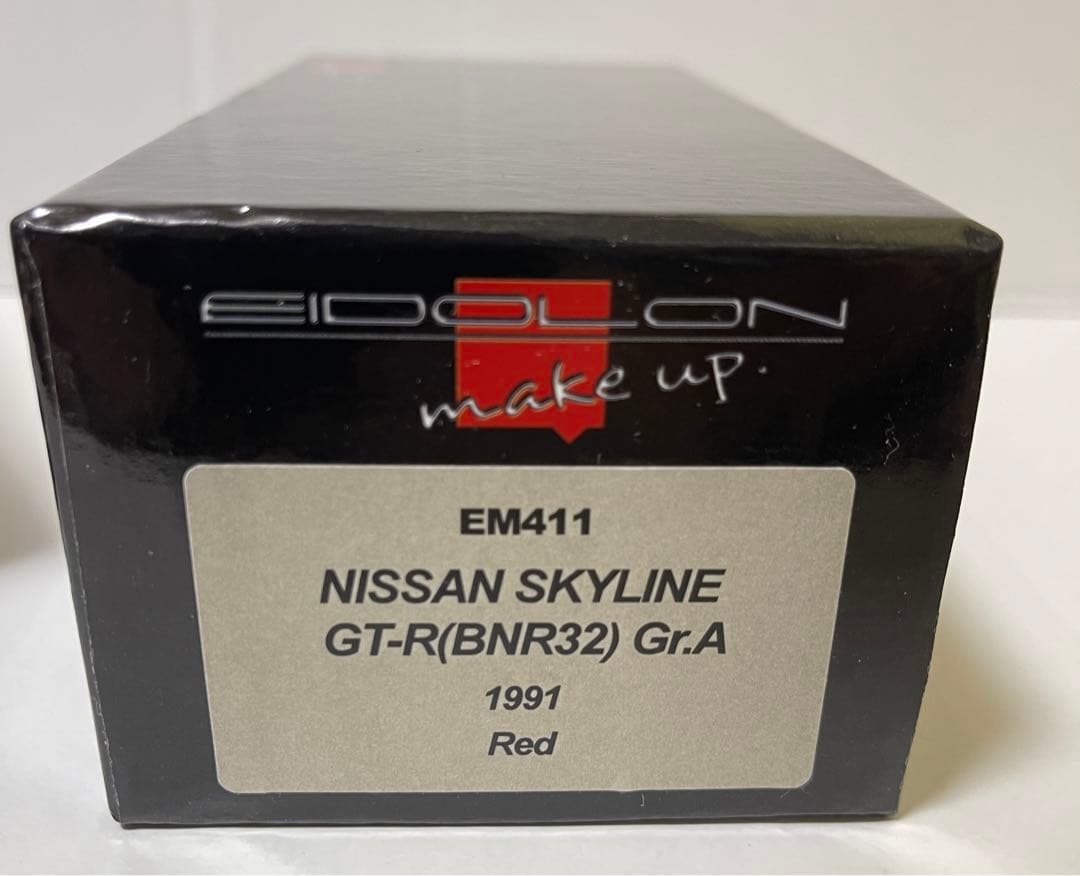 EIDOLON
make up.
EM411
NISSAN SKYLINE
GT-R(BNR32) Gr.A
1991
Red